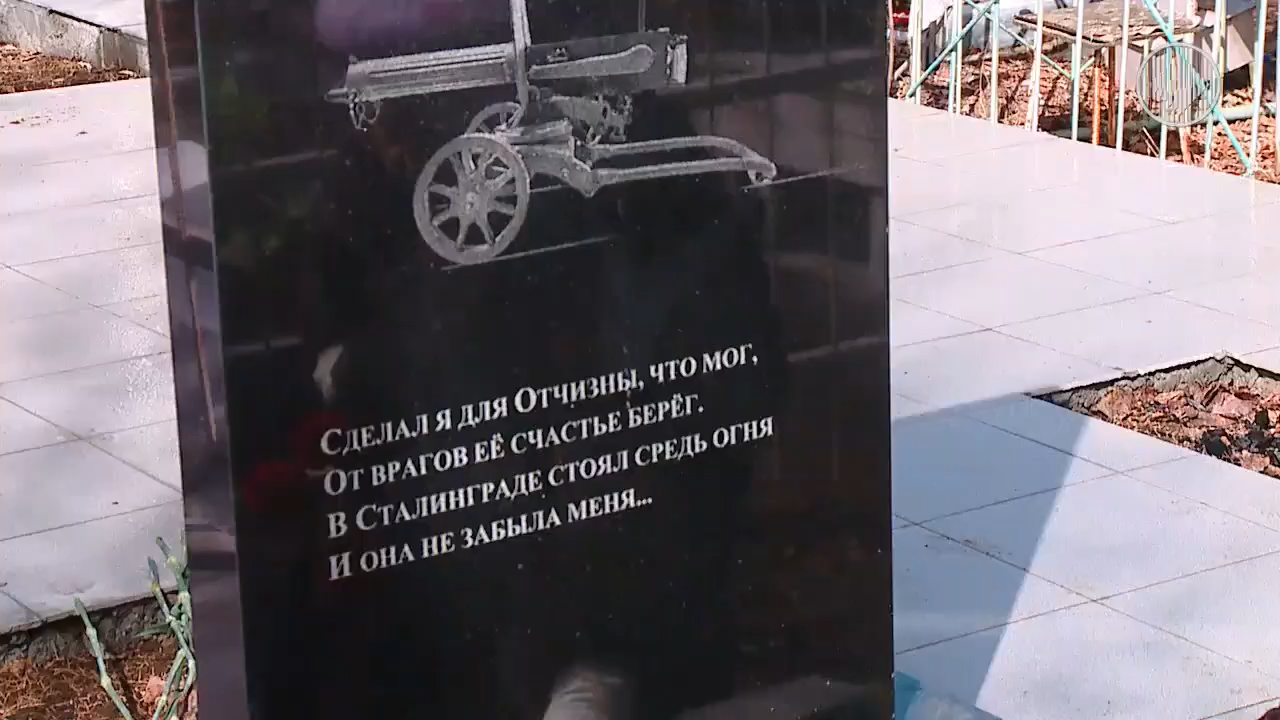 Сделал я для Отчизны, что мог,
От врагов её счастье берёг.
В Сталинграде стоял средь огня
И она не забыла меня...